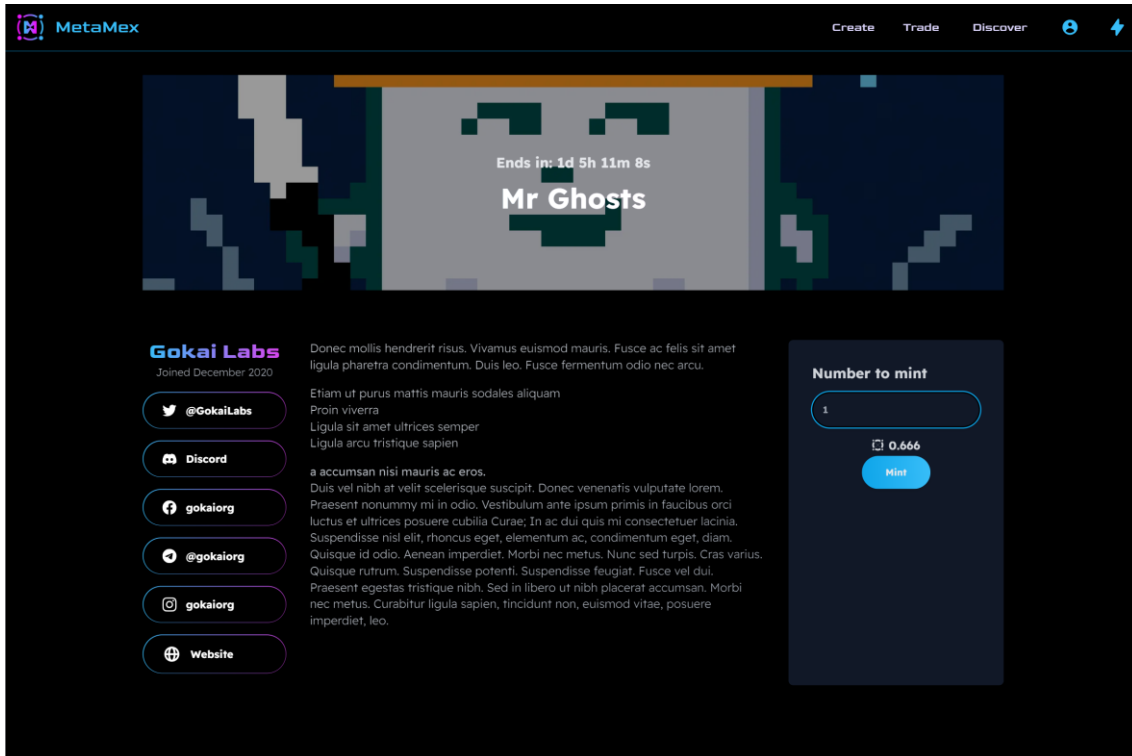 MetaMex
Create Trade Discover
Ends in: 1d 5h 11m 8s
Mr Ghosts
Gokai Labs
Joined December 2020
@GokaiLabs
Discord
gokaiorg
@gokaiorg
gokaiorg
Website
Donec mollis hendrerit risus. Vivamus euismod mauris. Fusce ac felis sit amet
ligula pharetra condimentum. Duis leo. Fusce fermentum odio nec arcu.
Etiam ut purus mattis mauris sodales aliquam
Proin viverra
Ligula sit amet ultrices semper
Ligula arcu tristique sapien
a accumsan nisi mauris ac eros.
Duis vel nibh at velit scelerisque suscipit. Donec venenatis vulputate lorem.
Praesent nonummy mi in odio. Vestibulum ante ipsum primis in faucibus orci
luctus et ultrices posuere cubilia Curae; In ac dui quis mi consectetuer lacinia.
Suspendisse nisl elit, rhoncus eget, elementum ac, condimentum eget, diam.
Quisque id odio. Aenean imperdiet. Morbi nec metus. Nunc sed turpis. Cras varius.
Quisque rutrum. Suspendisse potenti. Suspendisse feugiat. Fusce vel dui.
Praesent egestas tristique nibh. Sed in libero ut nibh placerat accumsan. Morbi
nec metus. Curabitur ligula sapien, tincidunt non, euismod vitae, posuere
imperdiet, leo.
Number to mint
1
0.666
Mint